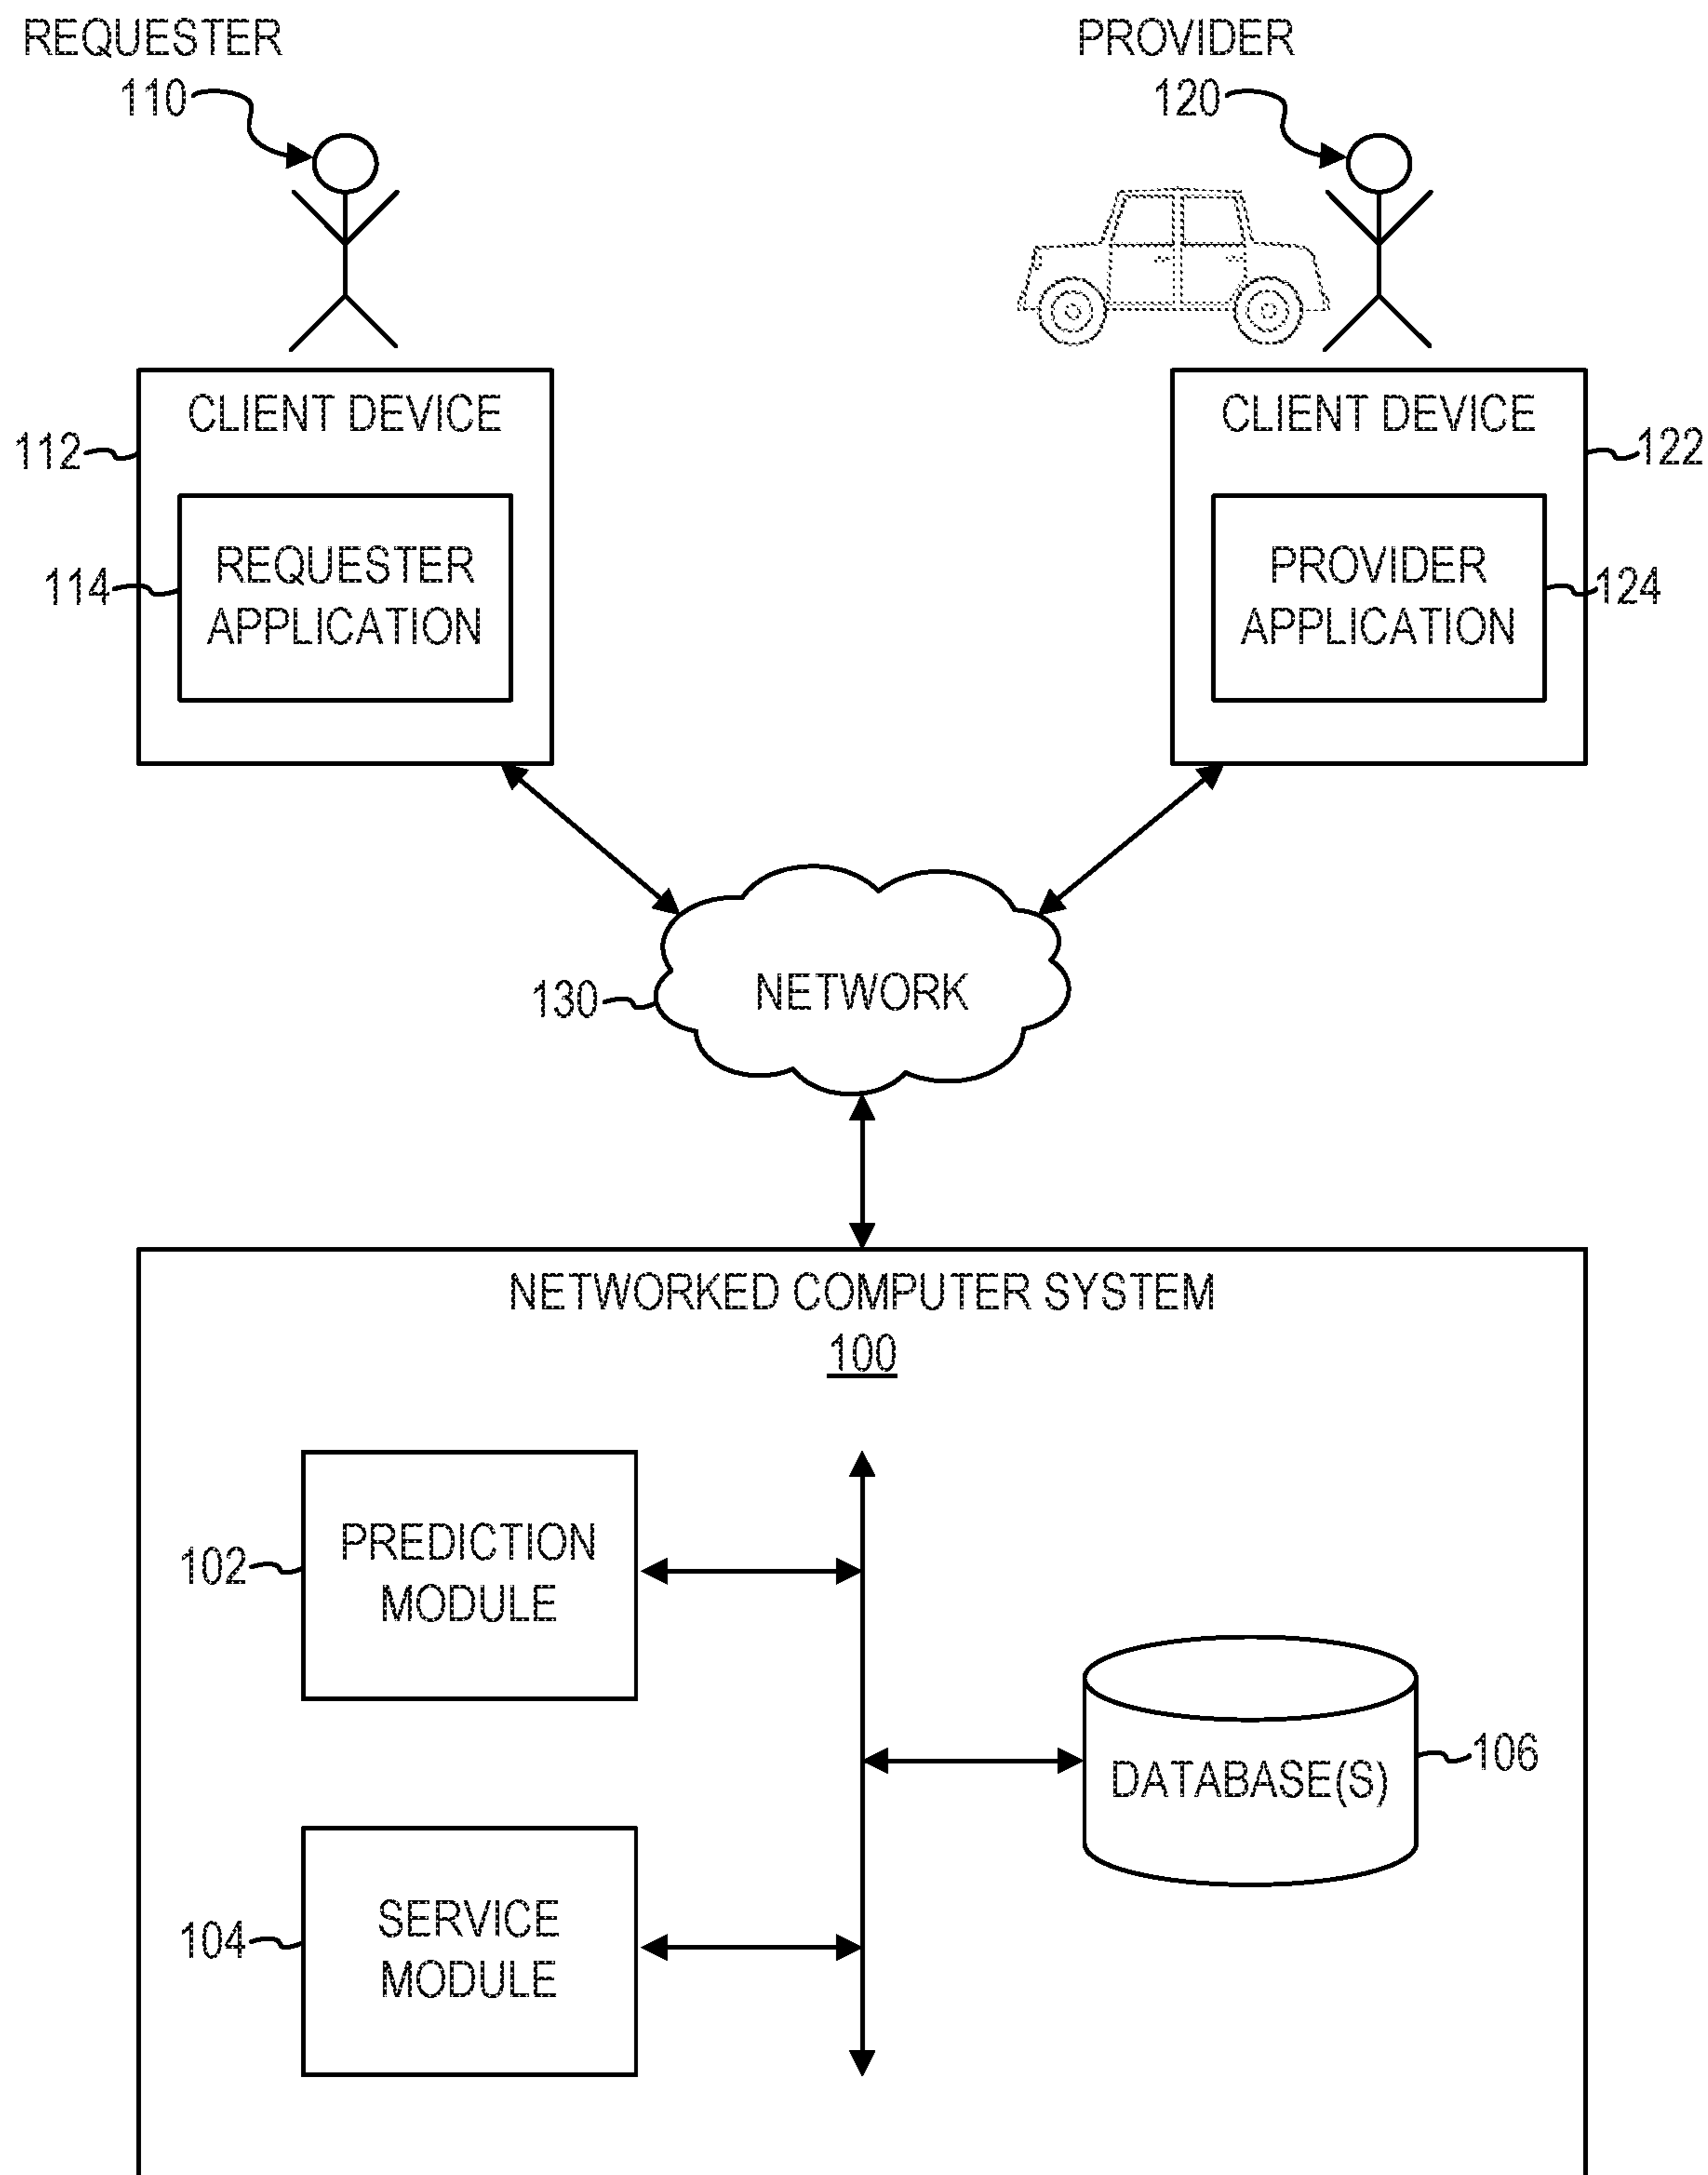 REQUESTER
110
PROVIDER
120
CLIENT DEVICE
112
REQUESTER
APPLICATION
114
CLIENT DEVICE
122
PROVIDER
APPLICATION
124
NETWORK
130
NETWORKED COMPUTER SYSTEM
100
PREDICTION
MODULE
102
DATABASE(S)
106
SERVICE
MODULE
104